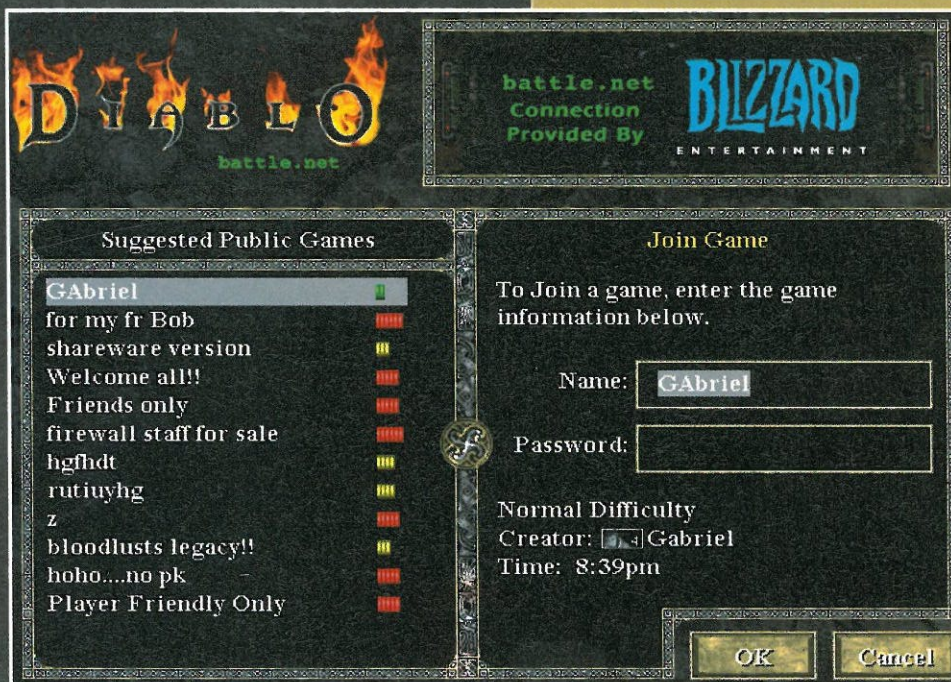 DIABLO
battle.net
battle.net
Connection
Provided By
BLIZZARD
ENTERTAINMENT
Suggested Public Games
GAbriel
for my fr Bob
shareware version
Welcome all!!
Friends only
firewall staff for sale
hgfhdt
rutiuyhg
z
bloodlusts legacy!!
hoho....no pk
Player Friendly Only
Join Game
To Join a game, enter the game
information below.
Name: GAbriel
Password:
Normal Difficulty
Creator: Gabriel
Time: 8:39pm
OK
Cancel